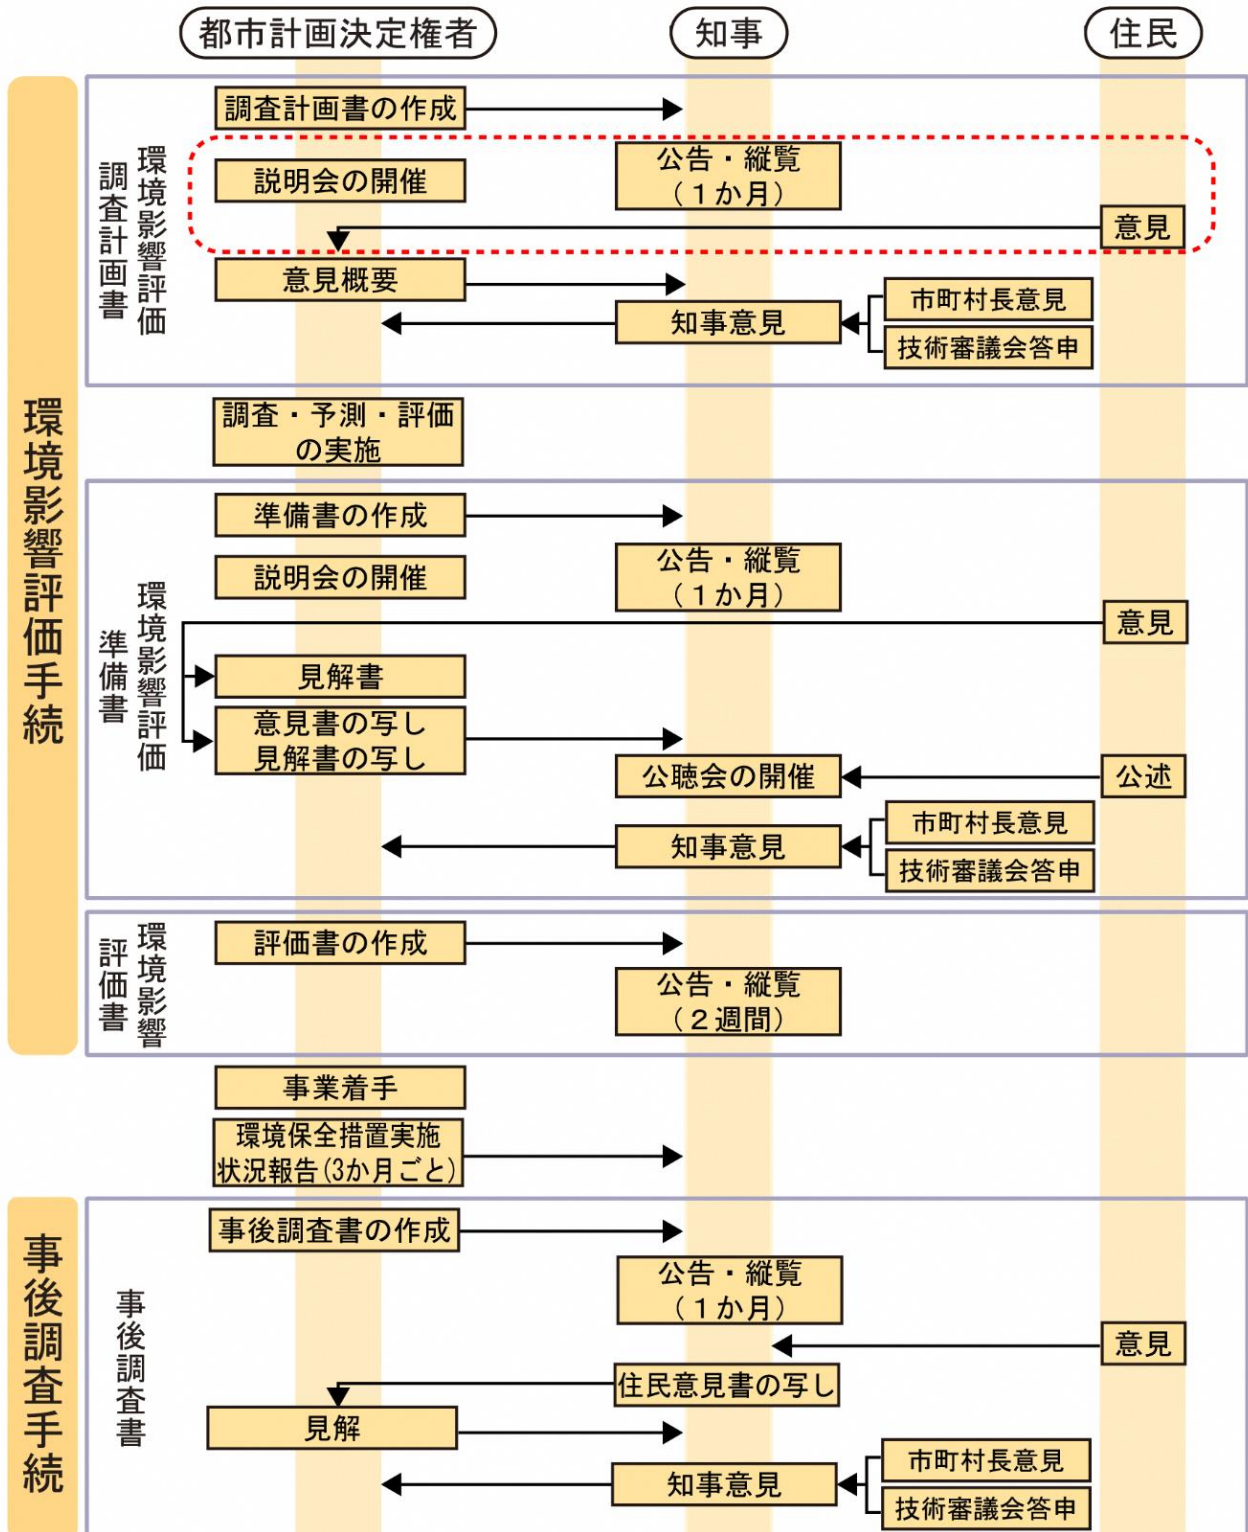 都市計画決定権者
知事
住民
環境影響評価手続
環境影響評価
調査計画書
調査計画書の作成
説明会の開催
公告・縦覧
（１か月）
意見
意見概要
知事意見
市町村長意見
技術審議会答申
調査・予測・評価
の実施
環境影響評価
準備書
準備書の作成
説明会の開催
公告・縦覧
（１か月）
意見
見解書
意見書の写し
見解書の写し
公聴会の開催
公述
知事意見
市町村長意見
技術審議会答申
環境影響
評価書
評価書の作成
公告・縦覧
（２週間）
事業着手
環境保全措置実施
状況報告(3か月ごと)
事後調査手続
事後調査書
事後調査書の作成
公告・縦覧
（１か月）
意見
住民意見書の写し
見解
知事意見
市町村長意見
技術審議会答申